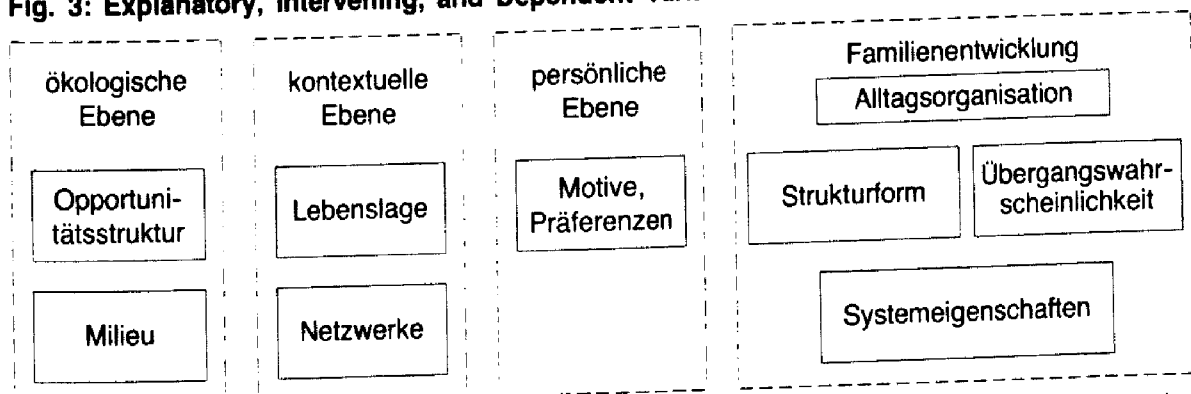 Fig. 3: Explanatory, Intervening, and Dependent
ökologische
Ebene
Opportuni-
tätsstruktur
Milieu
kontextuelle
Ebene
Lebenslage
Netzwerke
persönliche
Ebene
Motive,
Präferenzen
Familienentwicklung
Alltagsorganisation
Strukturform
Übergangswahr-
scheinlichkeit
Systemeigenschaften